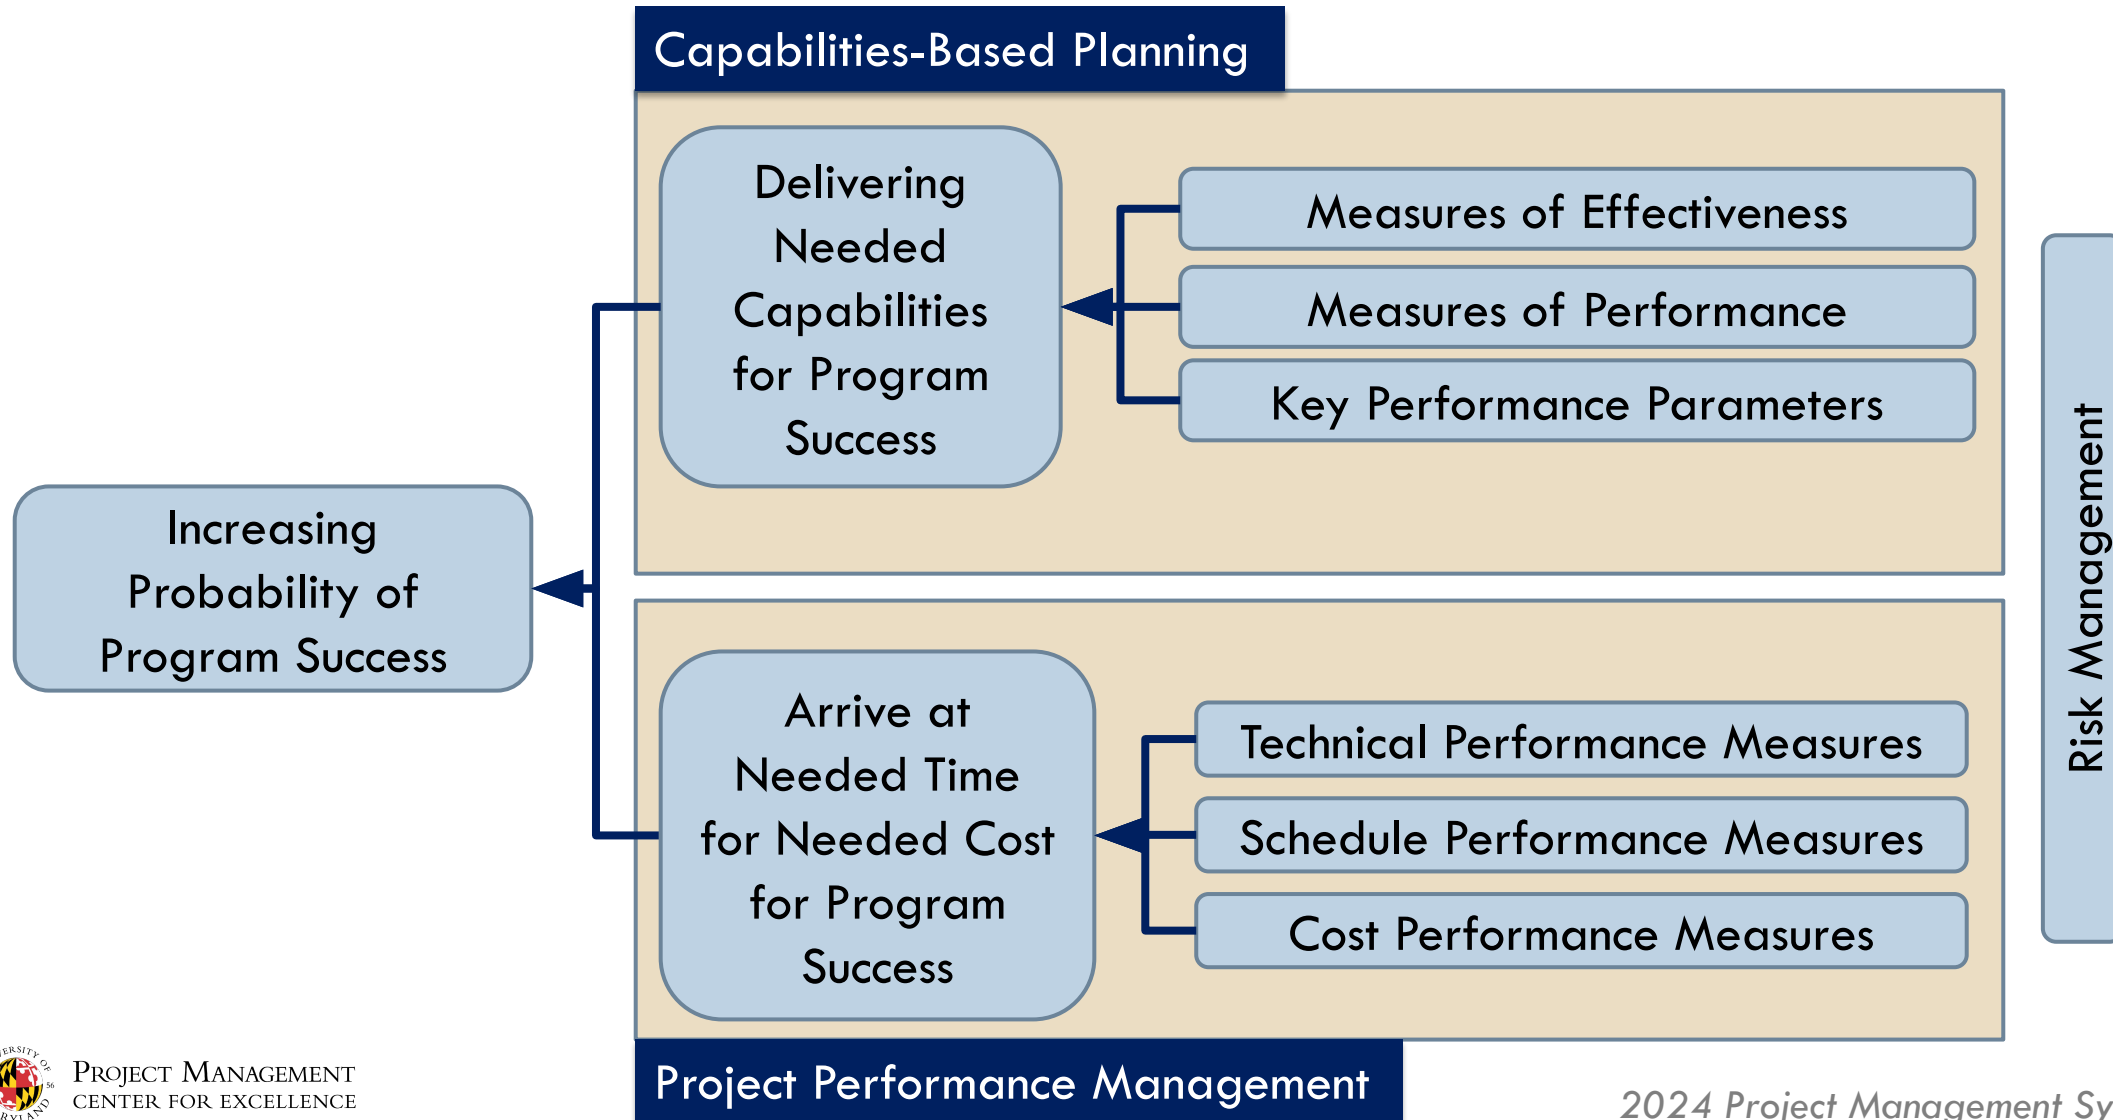 Capabilities-Based Planning
Delivering
Needed
Capabilities
for Program
Success
Measures of Effectiveness
Measures of Performance
Key Performance Parameters
Risk Management
Increasing
Probability of
Program Success
Arrive at
Needed Time
for Needed Cost
for Program
Success
Technical Performance Measures
Schedule Performance Measures
Cost Performance Measures
Project Performance Management
PROJECT MANAGEMENT
CENTER FOR EXCELLENCE
2024 Project Management Sy